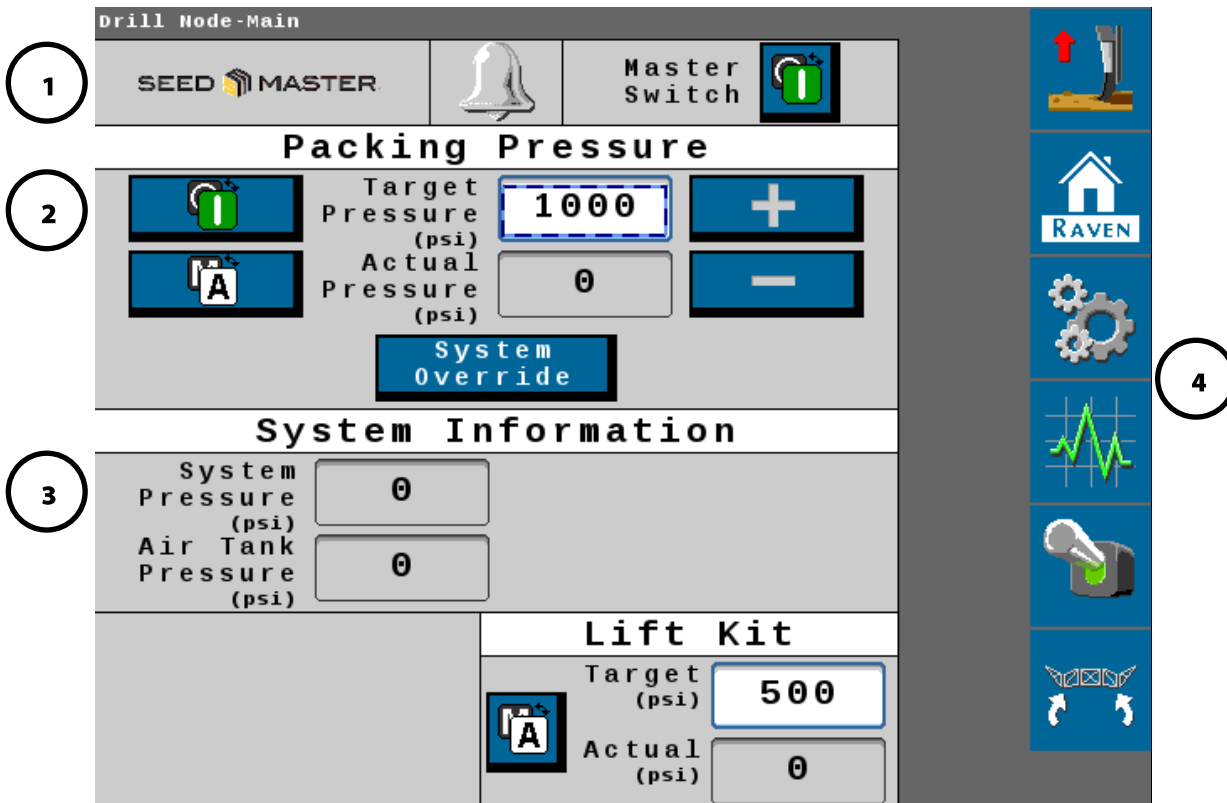 Drill Node-Main
1
SEED MASTER
Master
Switch
Packing Pressure
2
Target
Pressure
(psi)
1000
+
M
A
Actual
Pressure
(psi)
0
−
System
Override
RAVEN
4
System Information
3
System
Pressure
(psi)
0
Air Tank
Pressure
(psi)
0
Lift Kit
M
A
Target
(psi)
500
Actual
(psi)
0